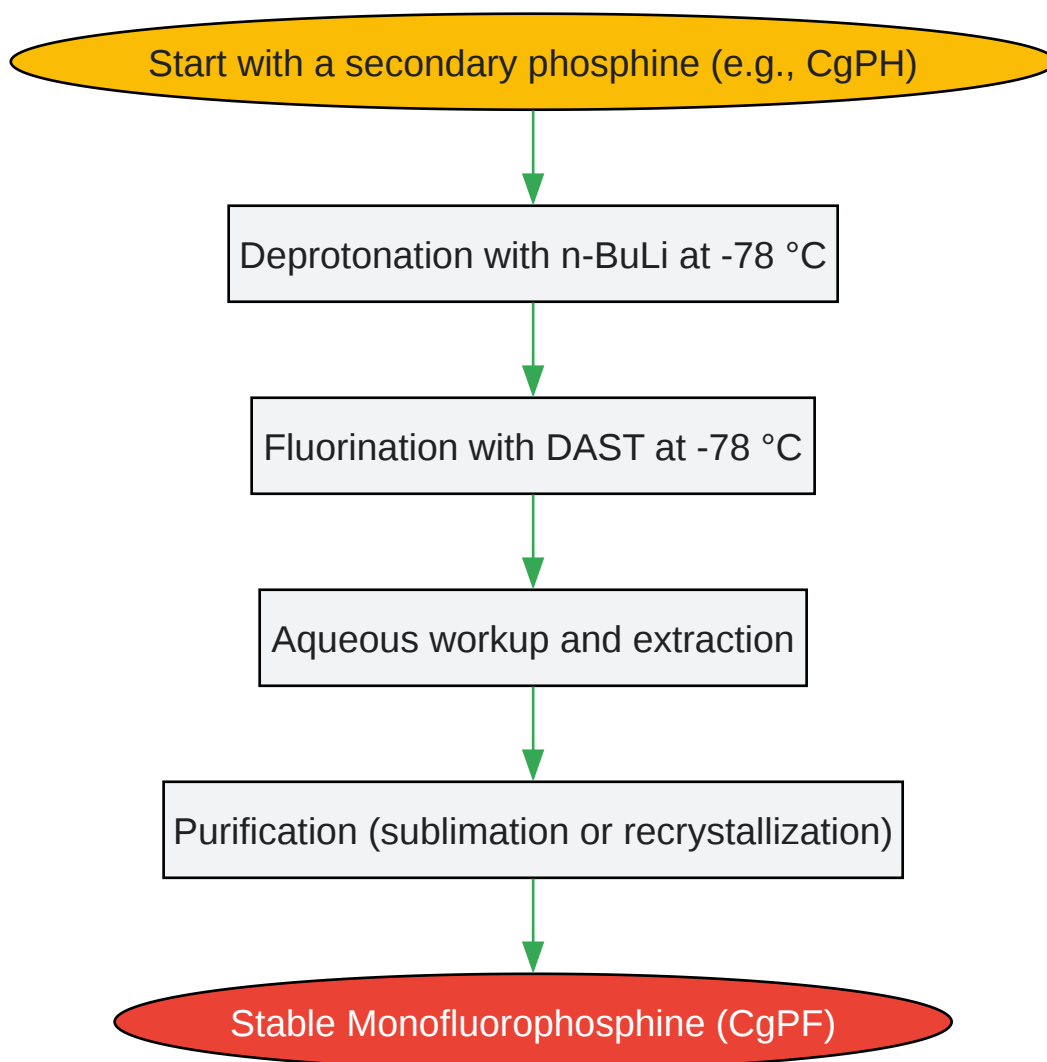 Start with a secondary phosphine (e.g., CgPH)
Deprotonation with n-BuLi at -78 °C
Fluorination with DAST at -78 °C
Aqueous workup and extraction
Purification (sublimation or recrystallization)
Stable Monofluorophosphine (CgPF)